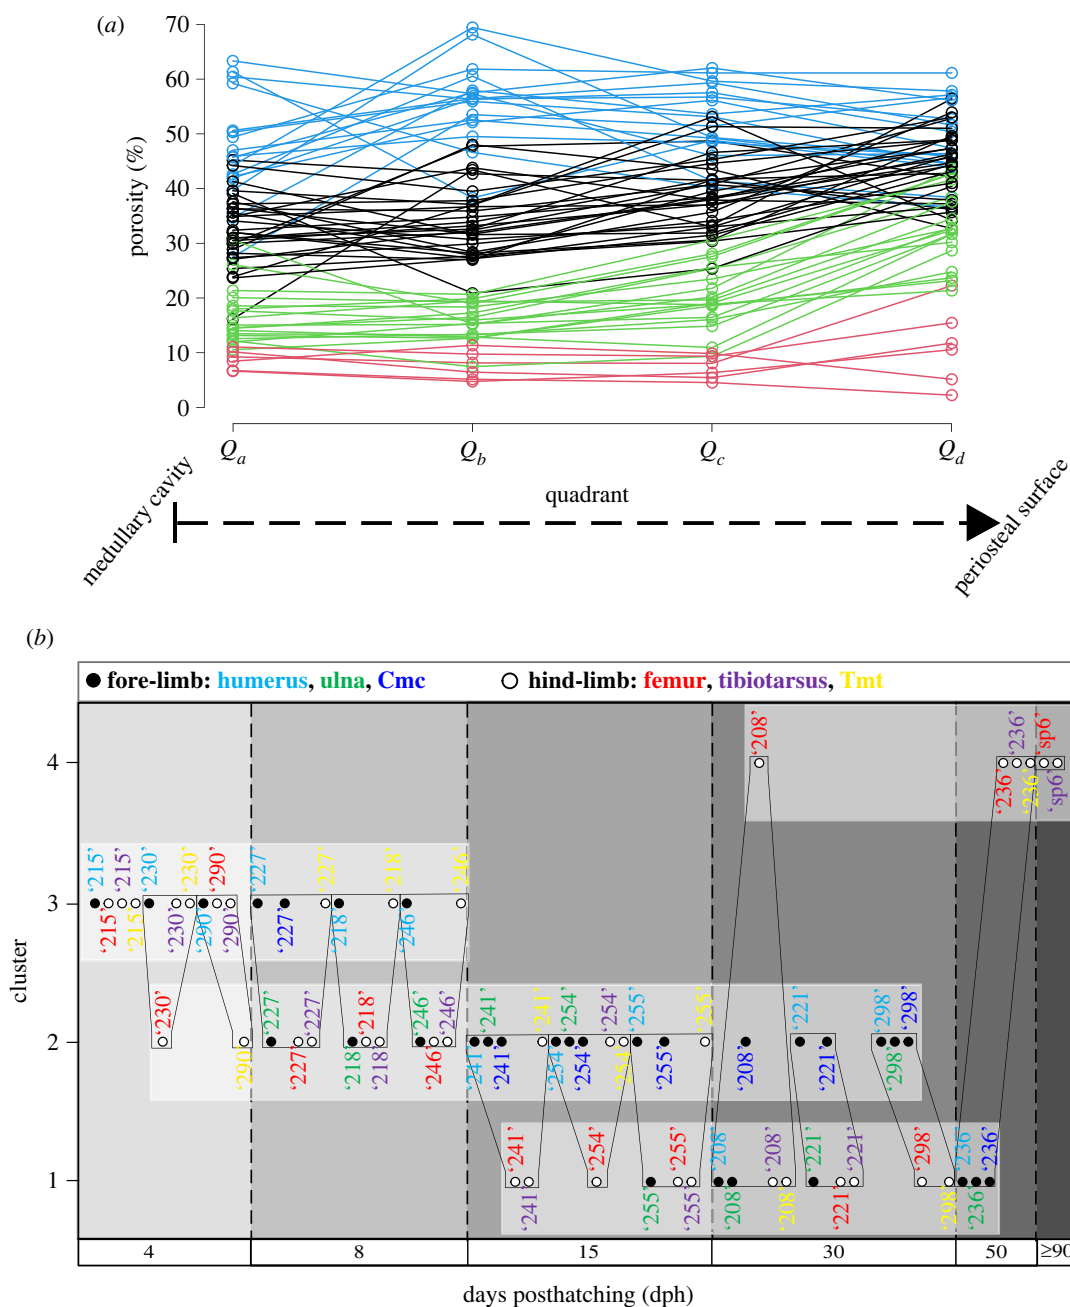 (a)
70
60
50
40
30
20
10
0
porosity (%)
Qa Qb Qc Qd
quadrant
medullary cavity
periosteal surface
(b)
fore-limb: humerus, ulna, Cmc hind-limb: femur, tibiotarsus, Tmt
cluster
4
‘208’ ‘236’ ‘sp6’
‘236’ ‘236’ ‘sp6’
3
‘215’ ‘215’ ‘230’ ‘230’ ‘290’ ‘227’ ‘227’ ‘218’ ‘246’
‘215’ ‘215’ ‘230’ ‘290’ ‘290’ ‘227’ ‘218’ ‘246’
2
‘230’ ‘227’ ‘227’ ‘218’ ‘246’ ‘246’ ‘241’ ‘241’ ‘254’ ‘254’ ‘255’ ‘255’ ‘221’ ‘298’ ‘298’
‘290’ ‘227’ ‘218’ ‘218’ ‘246’ ‘241’ ‘241’ ‘254’ ‘254’ ‘254’ ‘255’ ‘208’ ‘221’ ‘298’
1
‘241’ ‘254’ ‘255’ ‘208’ ‘208’ ‘221’ ‘221’ ‘298’ ‘236’ ‘236’
‘241’ ‘255’ ‘255’ ‘208’ ‘208’ ‘221’ ‘298’ ‘236’
4 8 15 30 50 ≥90
days posthatching (dph)